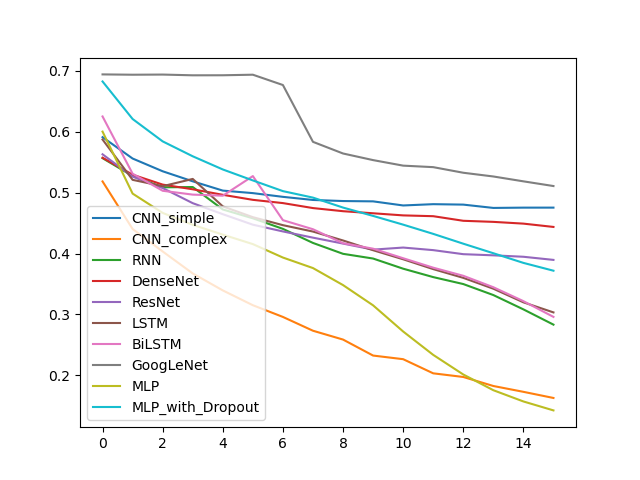 0.7
0.6
0.5
0.4
0.3
0.2
CNN_simple
CNN_complex
RNN
DenseNet
ResNet
LSTM
BiLSTM
GoogLeNet
MLP
MLP_with_Dropout
0 2 4 6 8 10 12 14